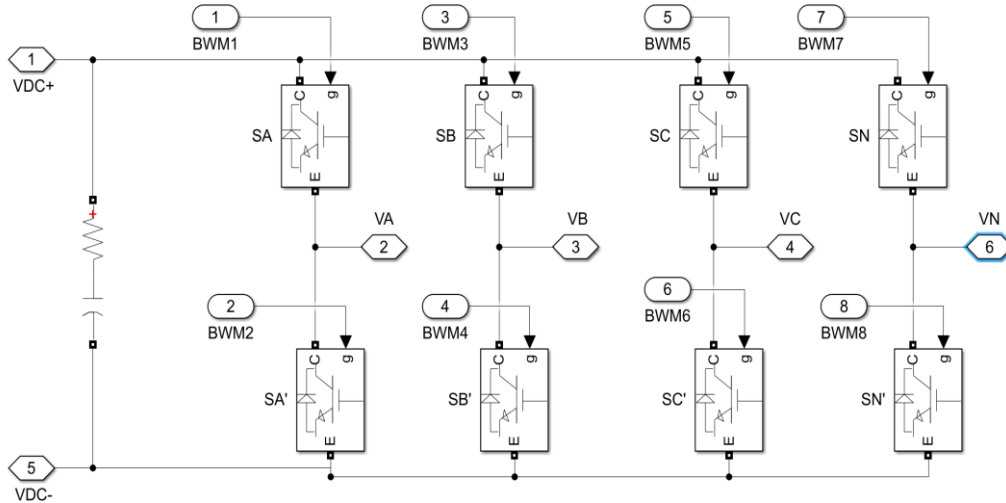 1
BWM1
3
BWM3
5
BWM5
7
BWM7
1
VDC+
C
g
SA
E
C
g
SB
E
C
g
SC
E
C
g
SN
E
VA
2
VB
3
VC
4
VN
6
2
BWM2
4
BWM4
6
BWM6
8
BWM8
C
g
SA'
E
C
g
SB'
E
C
g
SC'
E
C
g
SN'
E
5
VDC-
+